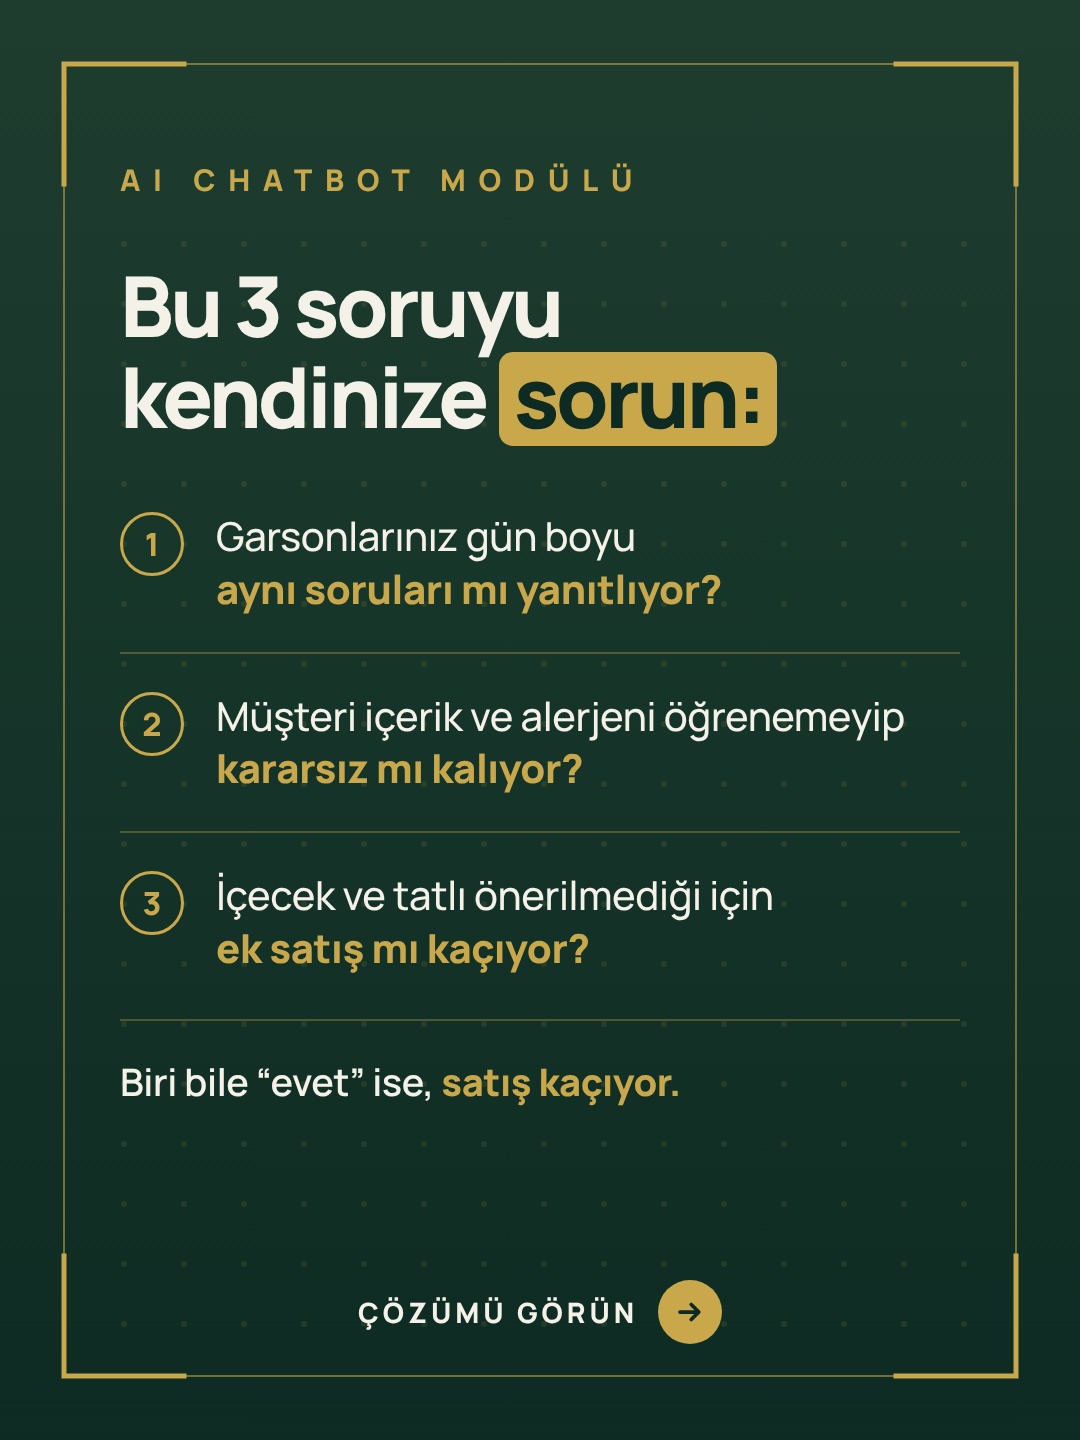 AI CHATBOT MODÜLÜ
Bu 3 soruyu
kendinize sorun:
1 Garsonlarınız gün boyu
aynı soruları mı yanıtlıyor?
2 Müşteri içerik ve alerjeni öğrenemeyip
kararsız mı kalıyor?
3 İçecek ve tatlı önerilmediği için
ek satış mı kaçıyor?
Biri bile “evet” ise, satış kaçıyor.
ÇÖZÜMÜ GÖRÜN